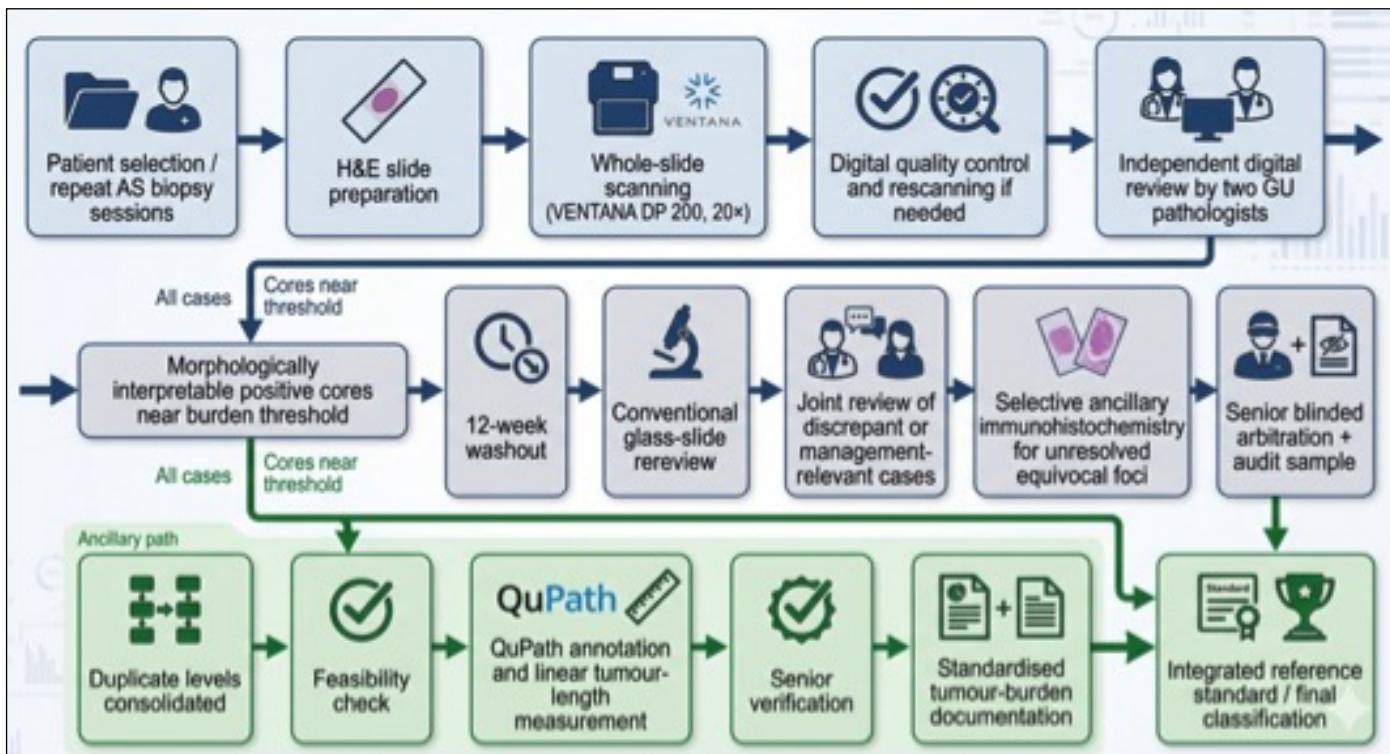 Patient selection /
repeat AS biopsy
sessions
H&E slide
preparation
VENTANA
Whole-slide
scanning
(VENTANA DP 200, 20×)
Digital quality control
and rescanning if
needed
Independent digital
review by two GU
pathologists
All cases
Cores near
threshold
Morphologically
interpretable positive cores
near burden threshold
12-week
washout
Conventional
glass-slide
rereview
Joint review of
discrepant or
management-
relevant cases
Selective ancillary
immunohistochemistry
for unresolved
equivocal foci
Senior blinded
arbitration +
audit sample
All cases
Cores near
threshold
Ancillary path
Duplicate levels
consolidated
Feasibility
check
QuPath
QuPath annotation
and linear tumour-
length
measurement
Senior
verification
Standardised
tumour-burden
documentation
Standard
Integrated reference
standard / final
classification